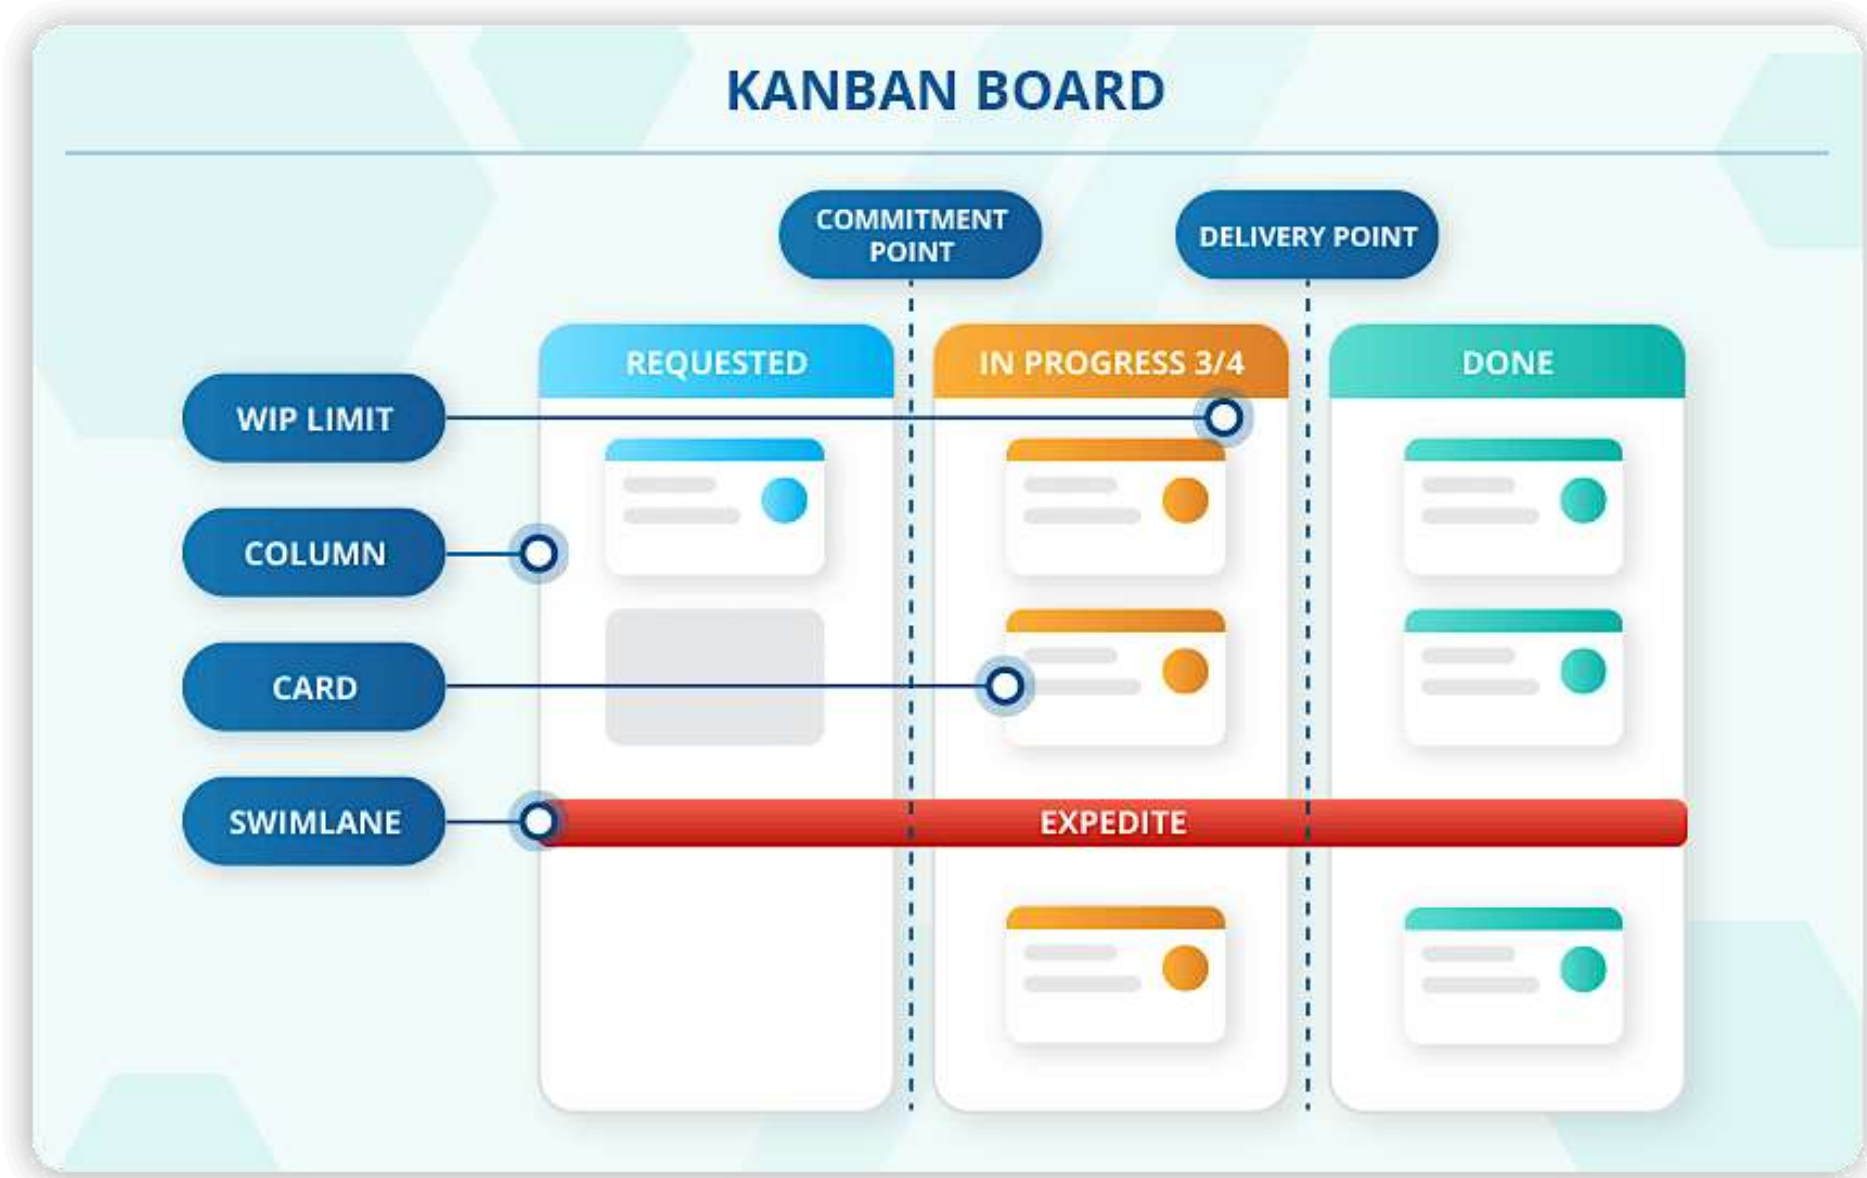 KANBAN BOARD
COMMITMENT
POINT
DELIVERY POINT
REQUESTED
IN PROGRESS 3/4
DONE
WIP LIMIT
COLUMN
CARD
SWIMLANE
EXPEDITE